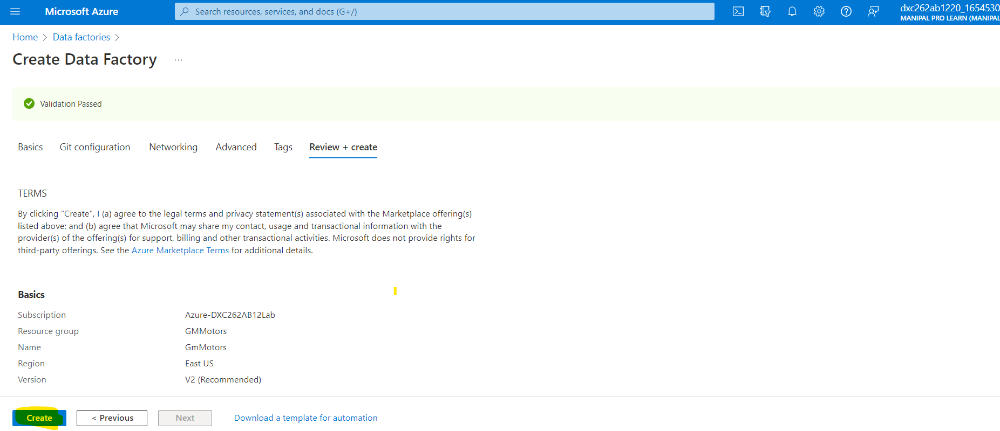 Microsoft Azure
Search resources, services, and docs (G+/)
dxc262ab1220_1654530
MANIPAL PRO LEARN (MANIPAL
Home > Data factories >
Create Data Factory ...
Validation Passed
Basics Git configuration Networking Advanced Tags Review + create
TERMS
By clicking "Create", I (a) agree to the legal terms and privacy statement(s) associated with the Marketplace offering(s)
listed above; and (b) agree that Microsoft may share my contact, usage and transactional information with the
provider(s) of the offering(s) for support, billing and other transactional activities. Microsoft does not provide rights for
third-party offerings. See the Azure Marketplace Terms for additional details.
Basics
Subscription Azure-DXC262AB12Lab
Resource group GMMotors
Name GmMotors
Region East US
Version V2 (Recommended)
Create < Previous Next Download a template for automation